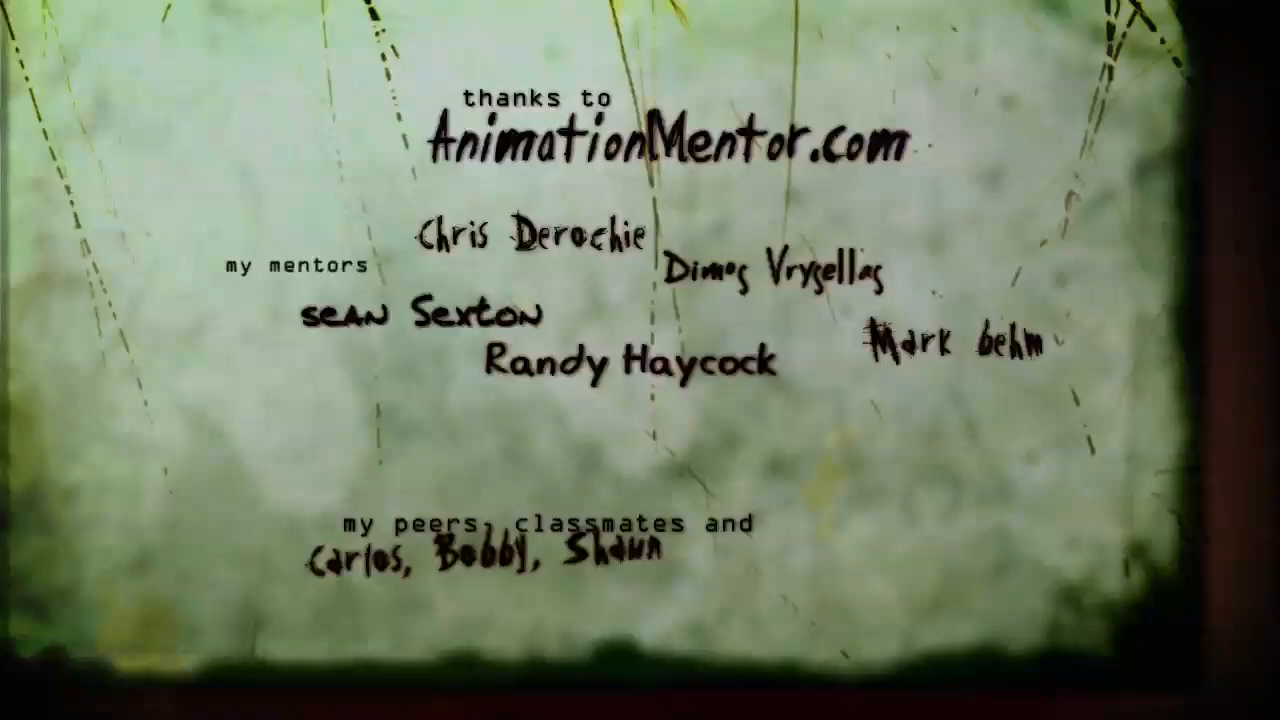 thanks to
AnimationMentor.com
Chris Derochie
my mentors
Dimos Vrysellas
sean Sexton
Mark behm
Randy Haycock
my peers, classmates and
Carlos, Bobby, Shawn